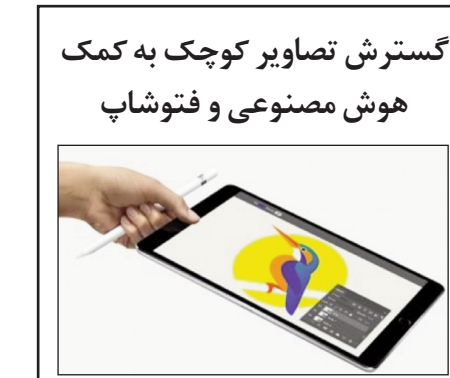 گسترش تصاویر کوچک به کمک
هوش مصنوعی و فتوشاپ